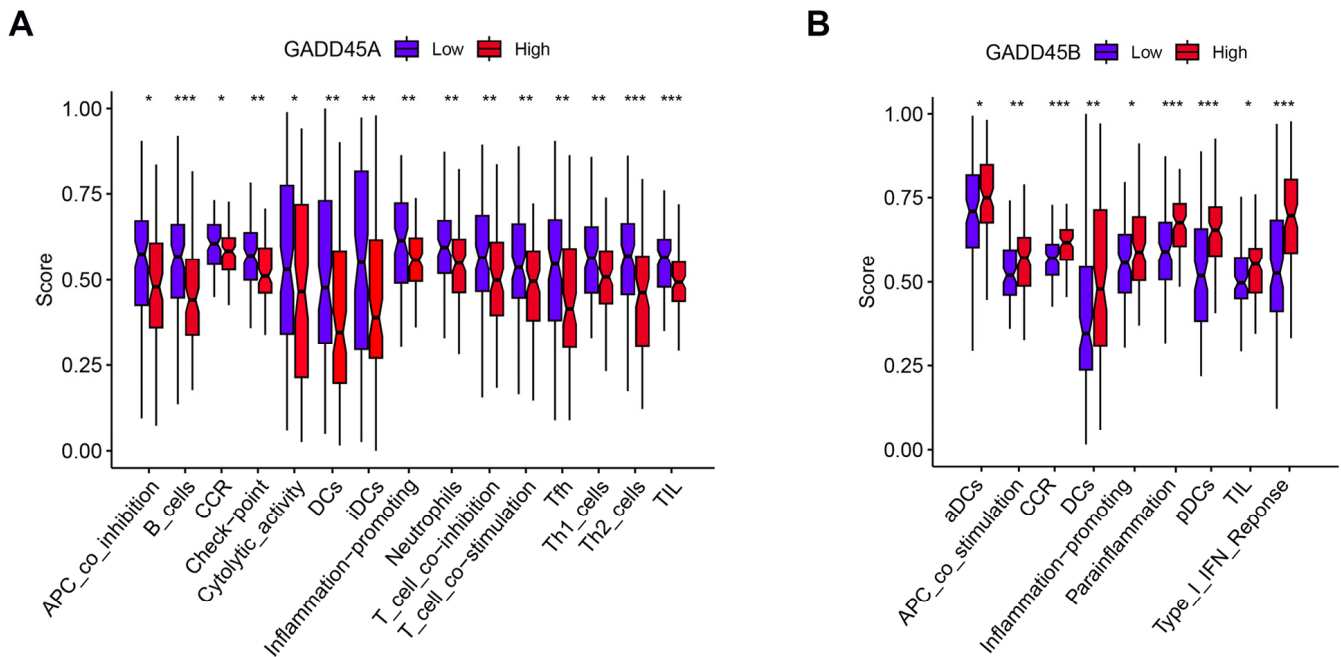 A
GADD45A Low High
* *** * ** * ** ** ** ** ** ** ** ** *** ***
1.00
0.75
0.50
0.25
0.00
Score
APC_co_inhibition
B_cells
CCR
Check-point
Cytolytic_activity
DCs
iDCs
Inflammation-promoting
Neutrophils
T_cell_co-inhibition
T_cell_co-stimulation
Tfh
Th1_cells
Th2_cells
TIL
B
GADD45B Low High
* ** *** ** * *** *** * ***
1.00
0.75
0.50
0.25
0.00
Score
aDCs
APC_co_stimulation
CCR
DCs
Inflammation-promoting
Parainflammation
pDCs
TIL
Type_I_IFN_Reponse